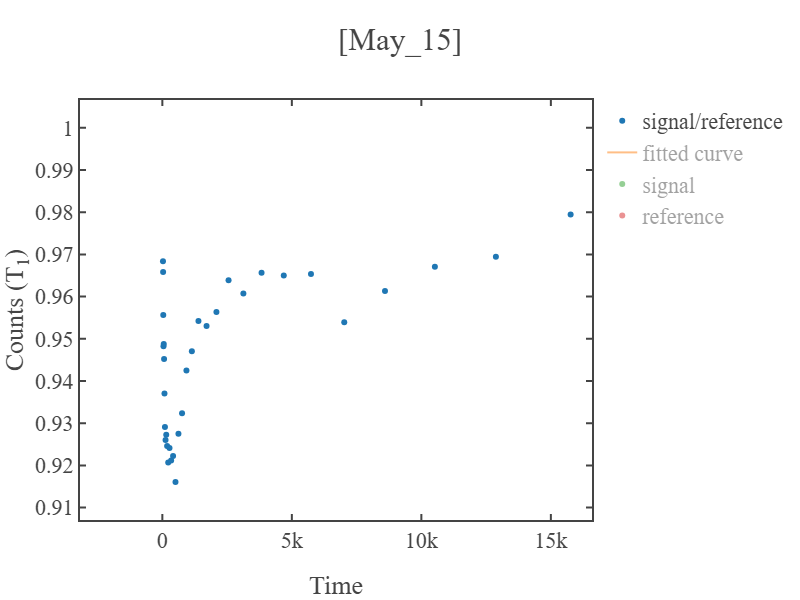 [May_15]
signal/reference
fitted curve
signal
reference
Counts (T1)
1
0.99
0.98
0.97
0.96
0.95
0.94
0.93
0.92
0.91
0 5k 10k 15k
Time